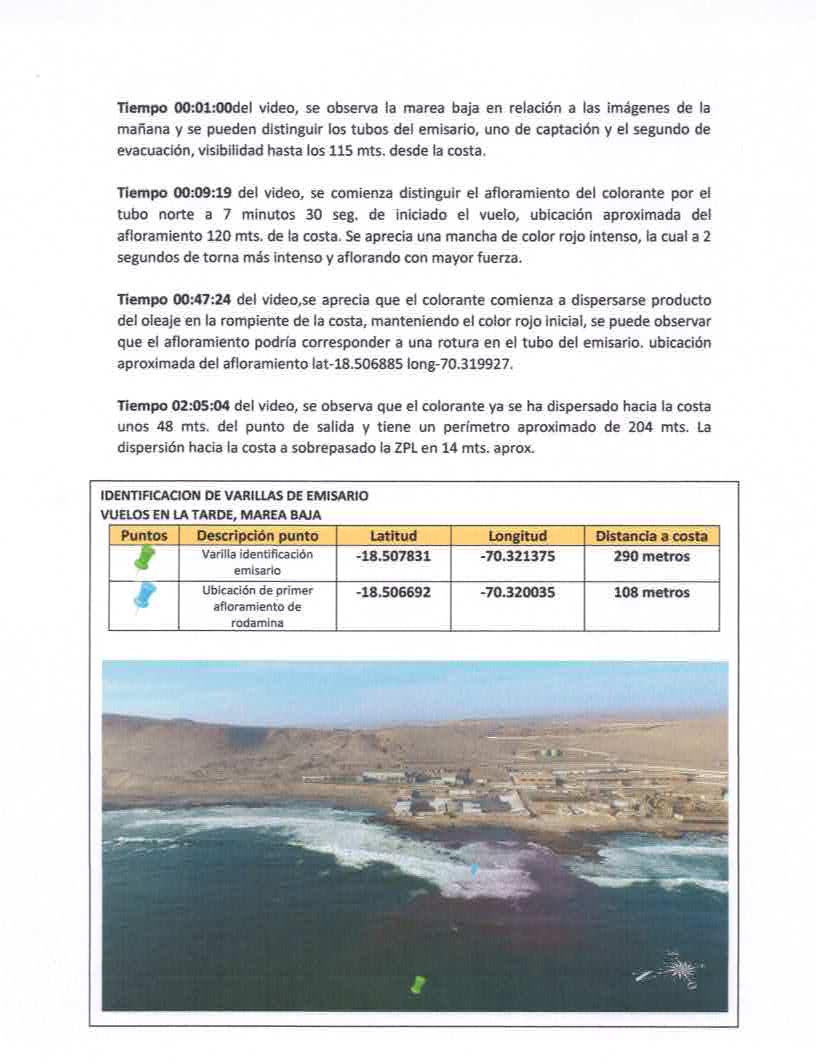 Tiempo 00:01:00del video, se observa la marea baja en relación a las imágenes de la
mañana y se pueden distinguir los tubos del emisario, uno de captación y el segundo de
evacuación, visibilidad hasta los 115 mts. desde la costa.
Tiempo 00:09:19 del video, se comienza distinguir el afloramiento del colorante por el
tubo norte a 7 minutos 30 seg. de iniciado el vuelo, ubicación aproximada del
afloramiento 120 mts. de la costa. Se aprecia una mancha de color rojo intenso, la cual a 2
segundos de torna más intenso y aflorando con mayor fuerza.
Tiempo 00:47:24 del video,se aprecia que el colorante comienza a dispersarse producto
del oleaje en la rompiente de la costa, manteniendo el color rojo inicial, se puede observar
que el afloramiento podría corresponder a una rotura en el tubo del emisario. ubicación
aproximada del afloramiento lat-18.506885 long-70.319927.
Tiempo 02:05:04 del video, se observa que el colorante ya se ha dispersado hacia la costa
unos 48 mts. del punto de salida y tiene un perímetro aproximado de 204 mts. La
dispersión hacia la costa a sobrepasado la ZPL en 14 mts. aprox.
IDENTIFICACION DE VARILLAS DE EMISARIO
VUELOS EN LA TARDE, MAREA BAJA
Puntos Descripción punto Latitud Longitud Distancia a costa
Varilla identificación -18.507831 -70.321375 290 metros
emisario
Ubicación de primer -18.506692 -70.320035 108 metros
afloramiento de
rodamina